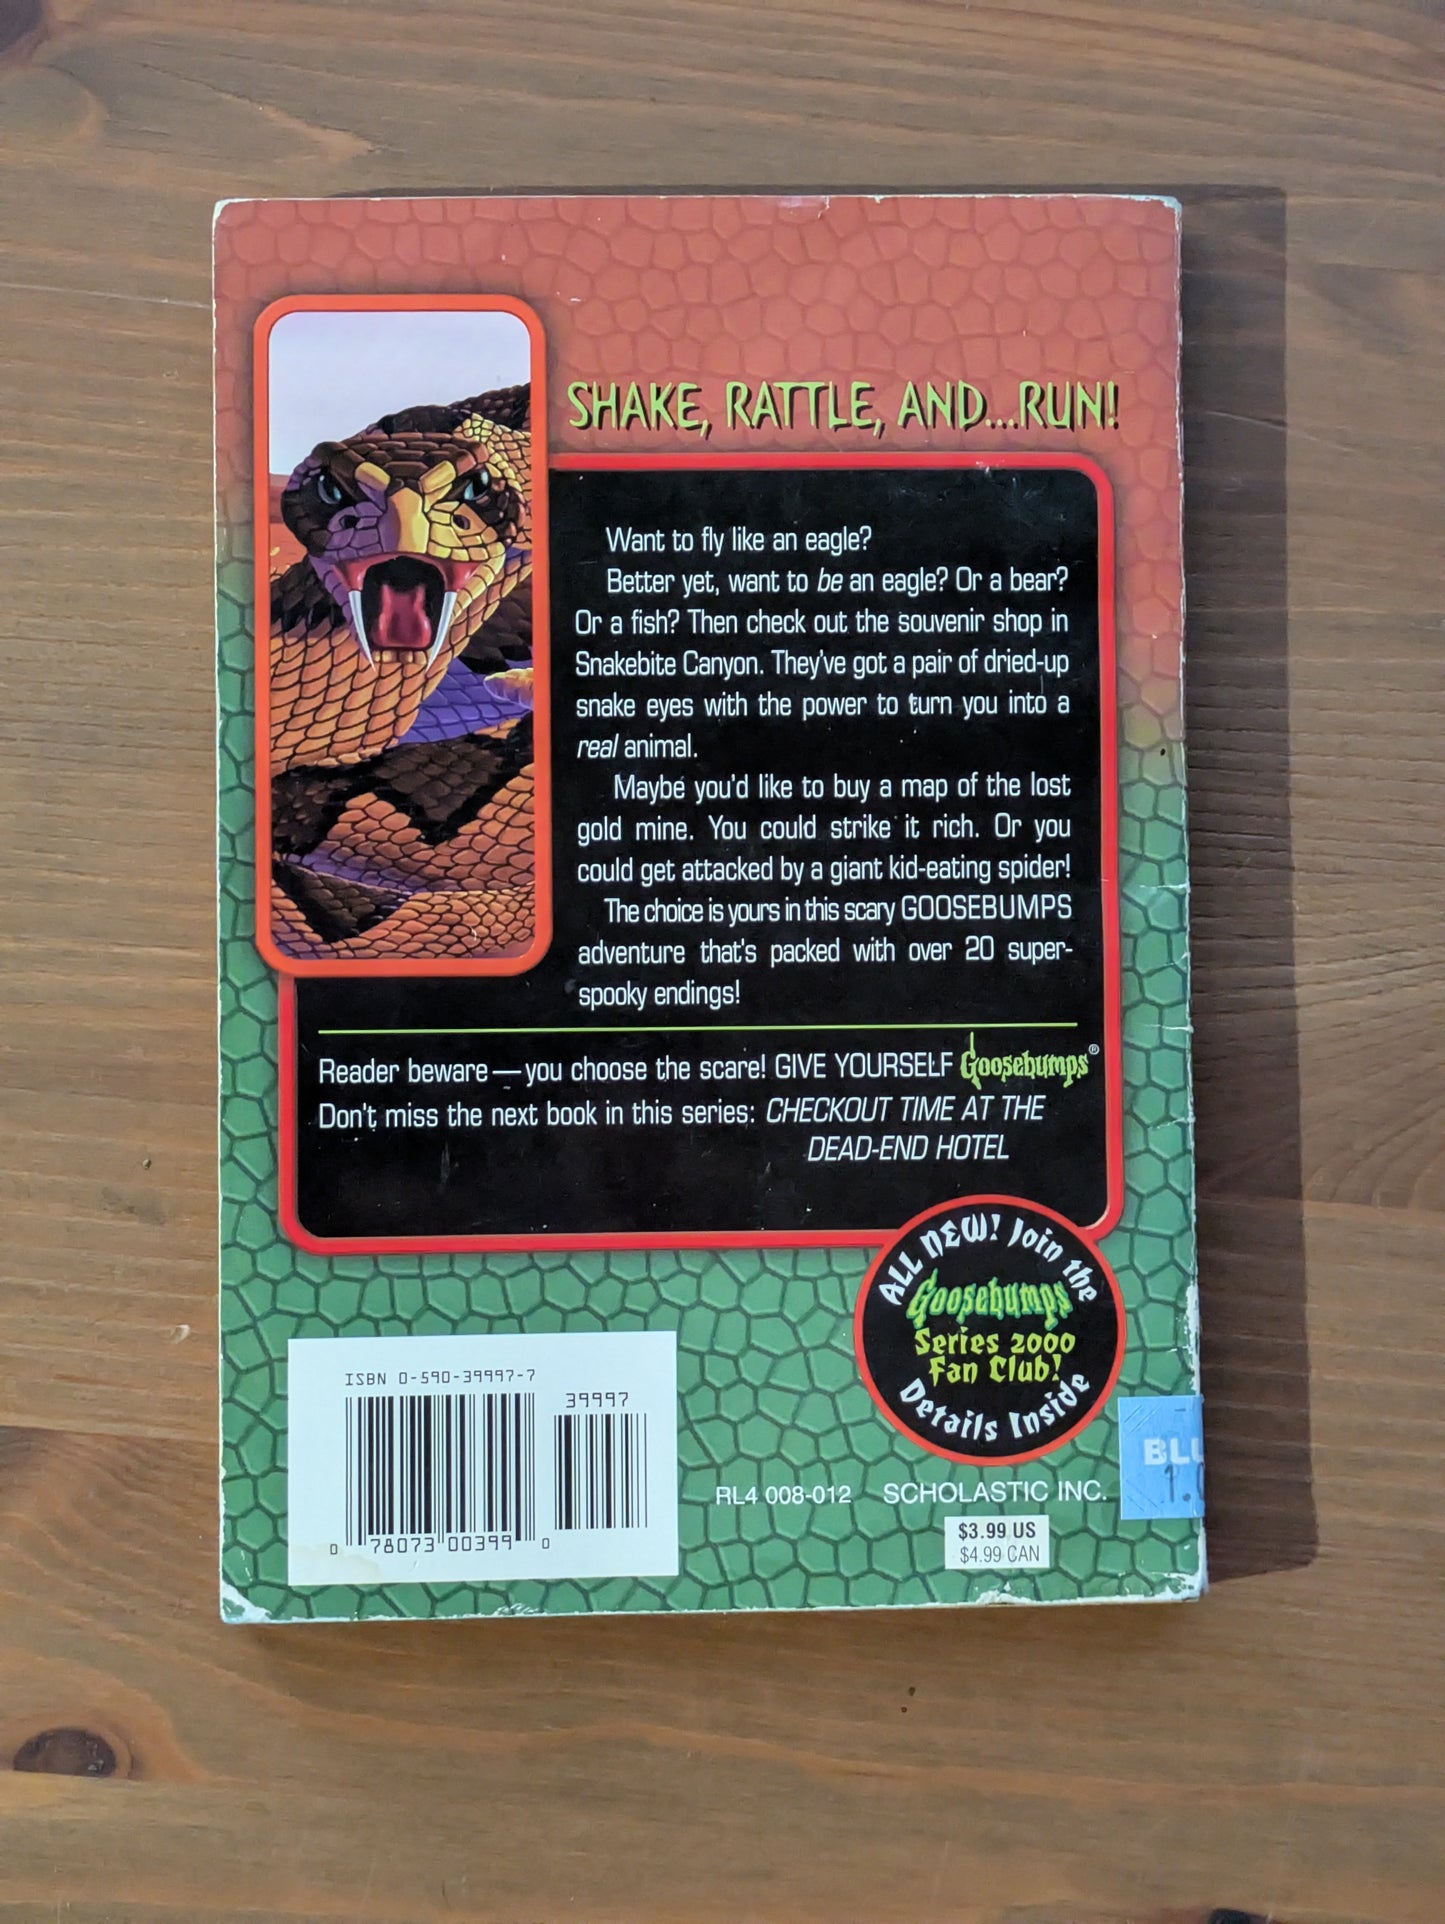 SHAKE, RATTLE, AND...RUN!
Want to fly like an eagle?
Better yet, want to be an eagle? Or a bear?
Or a fish? Then check out the souvenir shop in
Snakebite Canyon. They've got a pair of dried-up
snake eyes with the power to turn you into a
real animal.
Maybe you'd like to buy a map of the lost
gold mine. You could strike it rich. Or you
could get attacked by a giant kid-eating spider!
The choice is yours in this scary GOOSEBUMPS
adventure that's packed with over 20 super-
spooky endings!
Reader beware — you choose the scare! GIVE YOURSELF Goosebumps®
Don't miss the next book in this series: CHECKOUT TIME AT THE
DEAD-END HOTEL
ALL NEW! Join the
Goosebumps
Series 2000
Fan Club!
Details Inside
ISBN 0-590-39997-7
39997
0 78073 00399 0
RL4 008-012 SCHOLASTIC INC.
$3.99 US
$4.99 CAN